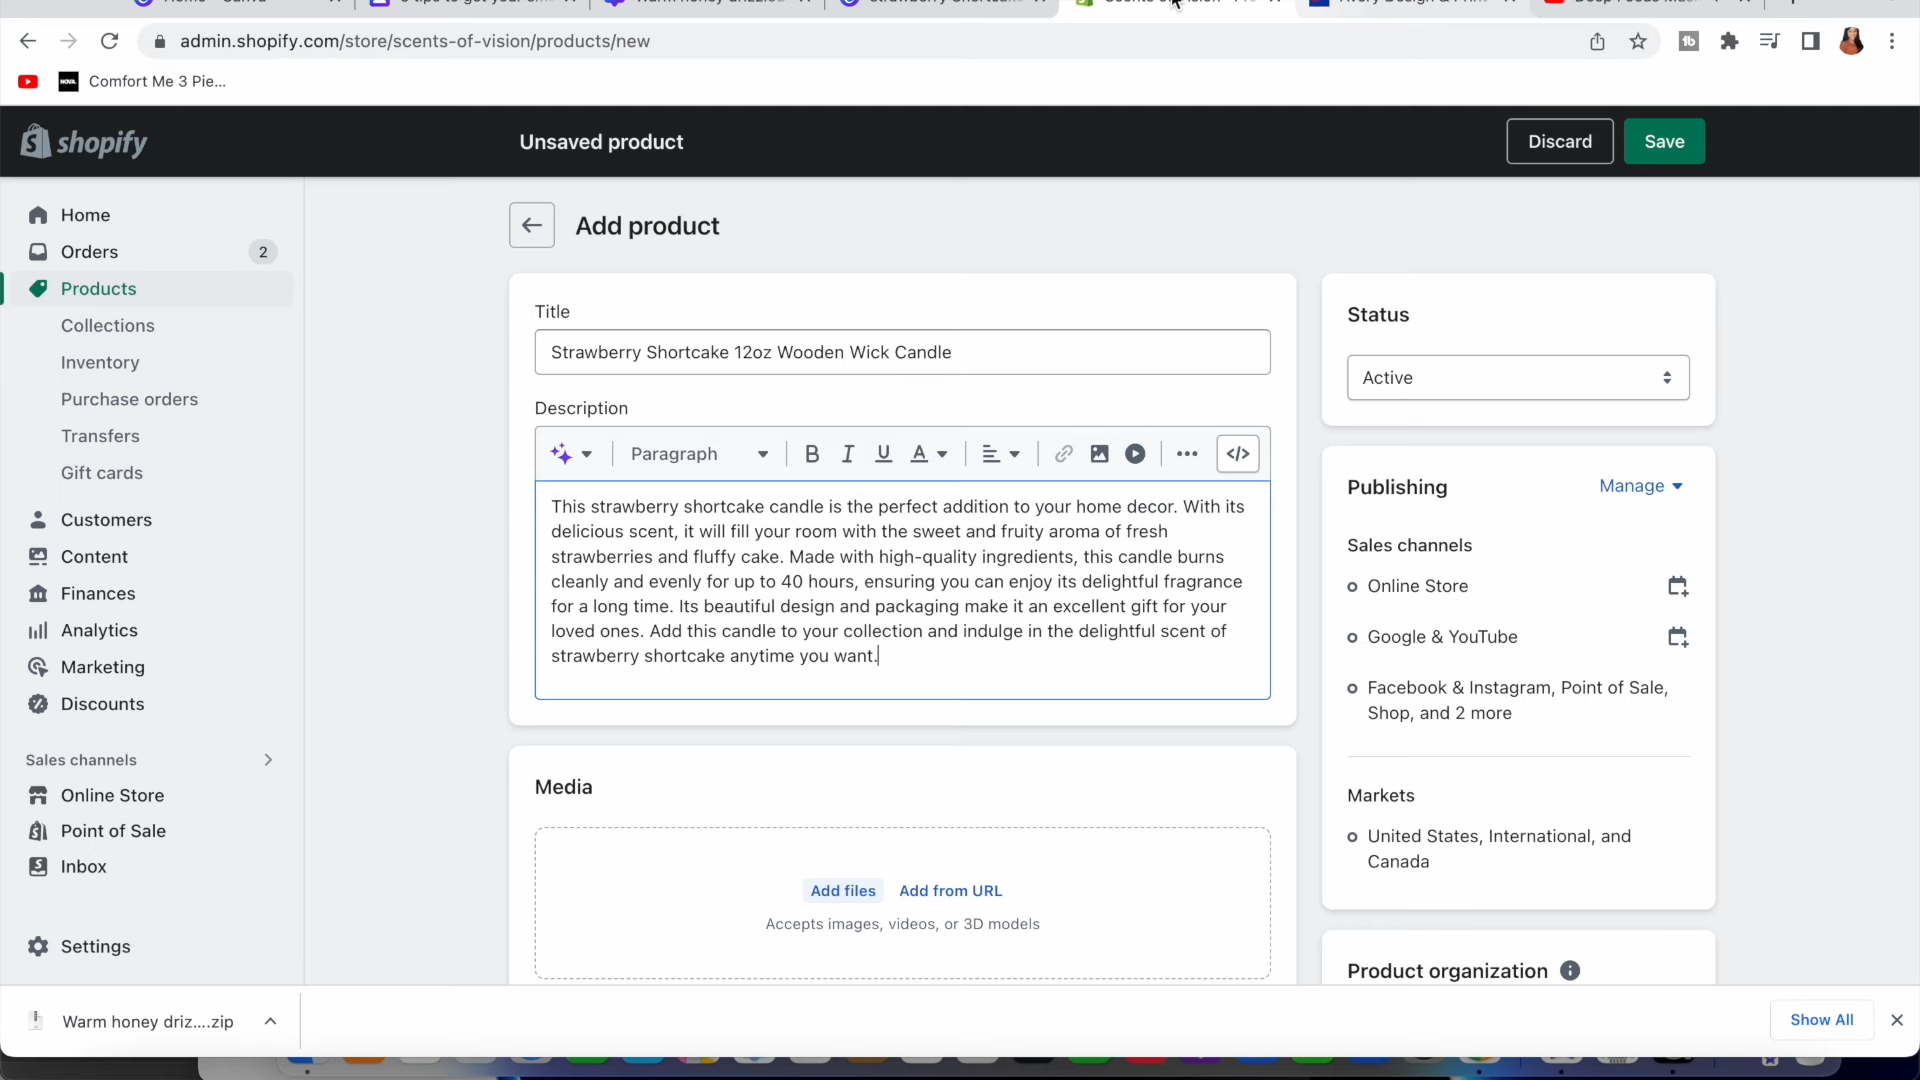 admin.shopify.com/store/scents-of-vision/products/new
Comfort Me 3 Pie...
shopify
Unsaved product
Discard
Save
Home
Orders
2
Products
Collections
Inventory
Purchase orders
Transfers
Gift cards
Customers
Content
Finances
Analytics
Marketing
Discounts
Sales channels
Online Store
Point of Sale
Inbox
Settings
Add product
Title
Strawberry Shortcake 12oz Wooden Wick Candle
Description
Paragraph
B I U A
</>
This strawberry shortcake candle is the perfect addition to your home decor. With its
delicious scent, it will fill your room with the sweet and fruity aroma of fresh
strawberries and fluffy cake. Made with high-quality ingredients, this candle burns
cleanly and evenly for up to 40 hours, ensuring you can enjoy its delightful fragrance
for a long time. Its beautiful design and packaging make it an excellent gift for your
loved ones. Add this candle to your collection and indulge in the delightful scent of
strawberry shortcake anytime you want.
Media
Add files
Add from URL
Accepts images, videos, or 3D models
Status
Active
Publishing
Manage
Sales channels
Online Store
Google & YouTube
Facebook & Instagram, Point of Sale,
Shop, and 2 more
Markets
United States, International, and
Canada
Product organization
Warm honey driz....zip
Show All